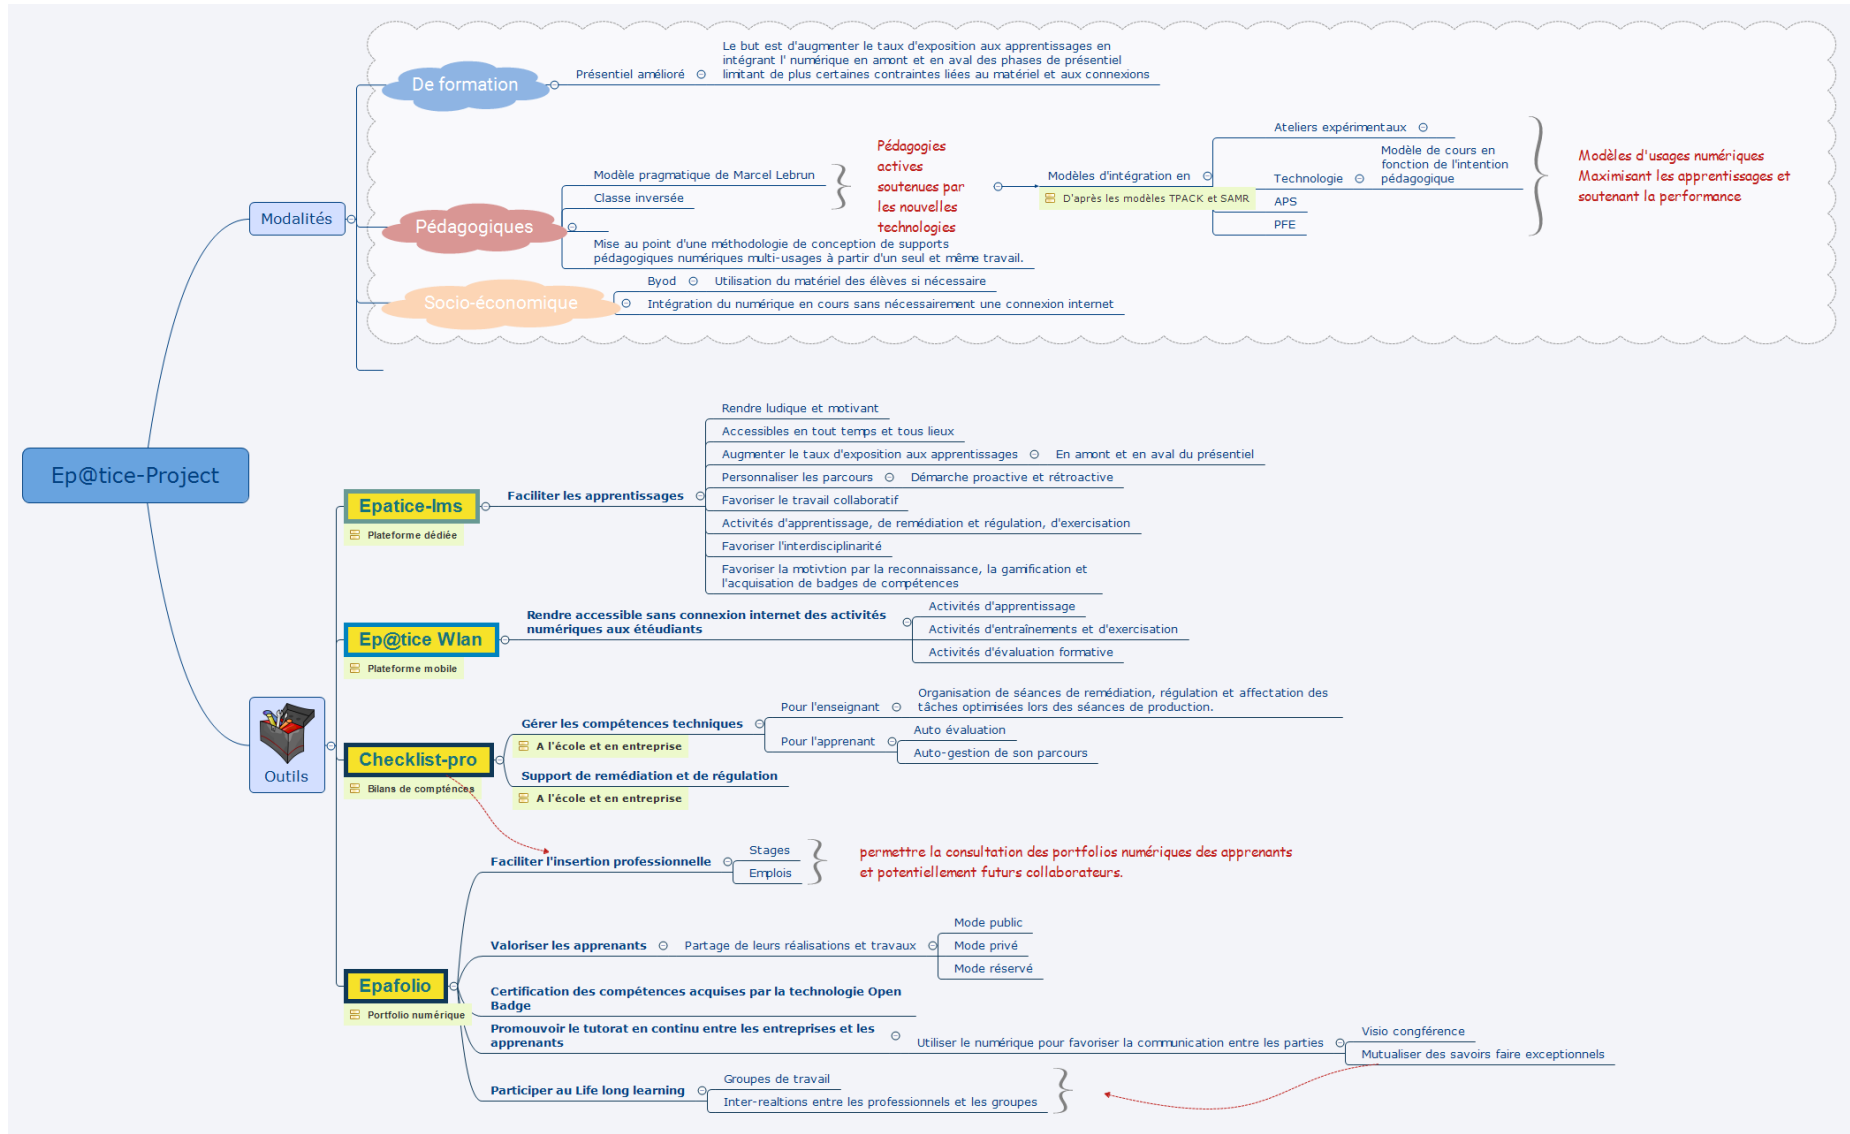 Ep@tice-Project
Modalités
De formation
Présentiel amélioré
Le but est d'augmenter le taux d'exposition aux apprentissages en
intégrant l' numérique en amont et en aval des phases de présentiel
limitant de plus certaines contraintes liées au matériel et aux connexions
Pédagogiques
Modèle pragmatique de Marcel Lebrun
Classe inversée
Mise au point d'une méthodologie de conception de supports
pédagogiques numériques multi-usages à partir d'un seul et même travail.
Pédagogies
actives
soutenues par
les nouvelles
technologies
Modèles d'intégration en
D'après les modèles TPACK et SAMR
Ateliers expérimentaux
Technologie
Modèle de cours en
fonction de l'intention
pédagogique
APS
PFE
Modèles d'usages numériques
Maximisant les apprentissages et
soutenant la performance
Socio-économique
Byod
Utilisation du matériel des élèves si nécessaire
Intégration du numérique en cours sans nécessairement une connexion internet
Outils
Epatice-lms
Plateforme dédiée
Faciliter les apprentissages
Rendre ludique et motivant
Accessibles en tout temps et tous lieux
Augmenter le taux d'exposition aux apprentissages
En amont et en aval du présentiel
Personnaliser les parcours
Démarche proactive et rétroactive
Favoriser le travail collaboratif
Activités d'apprentissage, de remédiation et régulation, d'exercisation
Favoriser l'interdisciplinarité
Favoriser la motivtion par la reconnaissance, la gamification et
l'acquisation de badges de compétences
Ep@tice Wlan
Plateforme mobile
Rendre accessible sans connexion internet des activités
numériques aux étéudiants
Activités d'apprentissage
Activités d'entraînements et d'exercisation
Activités d'évaluation formative
Checklist-pro
Bilans de compténces
Gérer les compétences techniques
A l'école et en entreprise
Pour l'enseignant
Organisation de séances de remédiation, régulation et affectation des
tâches optimisées lors des séances de production.
Pour l'apprenant
Auto évaluation
Auto-gestion de son parcours
Support de remédiation et de régulation
A l'école et en entreprise
Epafolio
Portfolio numérique
Faciliter l'insertion professionnelle
Stages
Emplois
permettre la consultation des portfolios numériques des apprenants
et potentiellement futurs collaborateurs.
Valoriser les apprenants
Partage de leurs réalisations et travaux
Mode public
Mode privé
Mode réservé
Certification des compétences acquises par la technologie Open
Badge
Promouvoir le tutorat en continu entre les entreprises et les
apprenants
Utiliser le numérique pour favoriser la communication entre les parties
Visio congférence
Mutualiser des savoirs faire exceptionnels
Participer au Life long learning
Groupes de travail
Inter-realtions entre les professionnels et les groupes